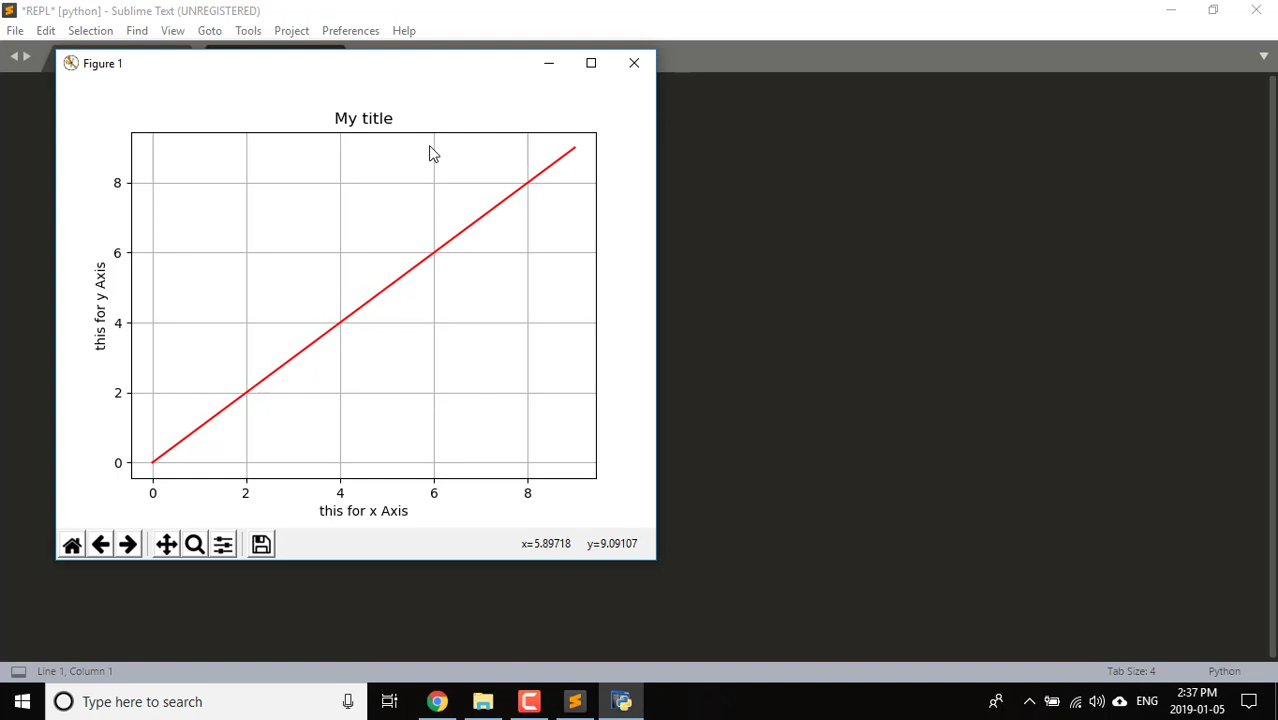 *REPL* [python] - Sublime Text (UNREGISTERED)
File Edit Selection Find View Goto Tools Project Preferences Help
Figure 1
My title
8
6
4
2
0
this for y Axis
0 2 4 6 8
this for x Axis
x=5.89718 y=9.09107
Line 1, Column 1
Tab Size: 4
Python
Type here to search
ENG
2:37 PM
2019-01-05